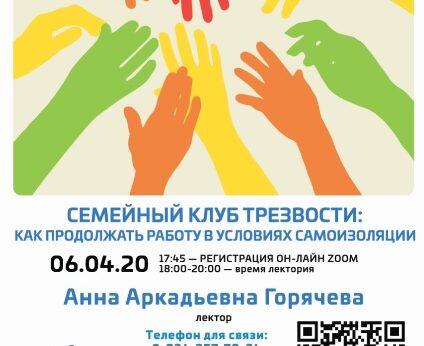 СЕМЕЙНЫЙ КЛУБ ТРЕЗВОСТИ:
КАК ПРОДОЛЖАТЬ РАБОТУ В УСЛОВИЯХ САМОИЗОЛЯЦИИ
06.04.20
17:45 — РЕГИСТРАЦИЯ ОН-ЛАЙН ZOOM
18:00-20:00 — время лектория
Анна Аркадьевна Горячева
лектор
Телефон для связи: